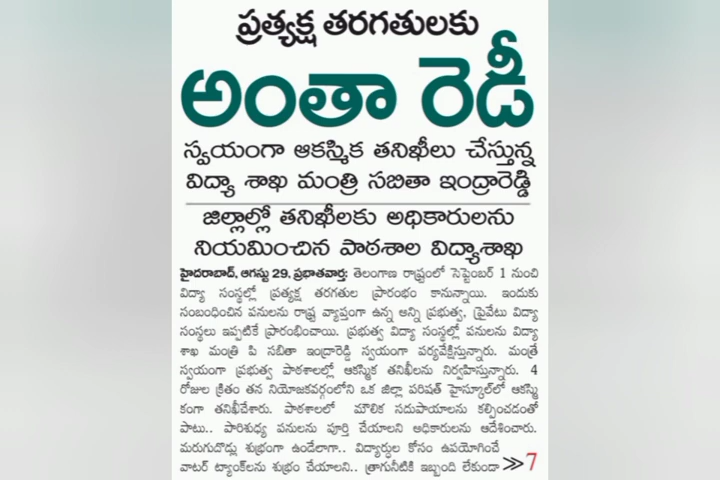 ప్రత్యక్ష తరగతులకు
అంతా రెడీ
స్వయంగా ఆకస్మిక తనిఖీలు చేస్తున్న
విద్యా శాఖ మంత్రి సబితా ఇంద్రారెడ్డి
జిల్లాల్లో తనిఖీలకు అధికారులను
నియమించిన పాఠశాల విద్యాశాఖ
హైదరాబాద్, ఆగస్టు 29, ప్రభాతవార్త: తెలంగాణ రాష్ట్రంలో సెప్టెంబర్ 1 నుంచి
విద్యా సంస్థల్లో ప్రత్యక్ష తరగతుల ప్రారంభం కానున్నాయి. ఇందుకు
సంబంధించిన పనులను రాష్ట్ర వ్యాప్తంగా ఉన్న అన్ని ప్రభుత్వ, ప్రైవేటు విద్యా
సంస్థలు ఇప్పటికే ప్రారంభించాయి. ప్రభుత్వ విద్యా సంస్థల్లో పనులను విద్యా
శాఖ మంత్రి పి సబితా ఇంద్రారెడ్డి స్వయంగా పర్యవేక్షిస్తున్నారు. మంత్రే
స్వయంగా ప్రభుత్వ పాఠశాలల్లో ఆకస్మిక తనిఖీలను నిర్వహిస్తున్నారు. 4
రోజుల క్రితం తన నియోజకవర్గంలోని ఒక జిల్లా పరిషత్ హైస్కూల్‌లో ఆకస్మి
కంగా తనిఖీచేశారు. పాఠశాలలో మౌలిక సదుపాయాలను కల్పించడంతో
పాటు.. పారిశుధ్య పనులను పూర్తి చేయాలని అధికారులను ఆదేశించారు.
మరుగుదొడ్లు శుభ్రంగా ఉండేలాగా.. విద్యార్ధుల కోసం ఉపయోగించే
వాటర్ ట్యాంక్‌లను శుభ్రం చేయాలని.. త్రాగునీటికి ఇబ్బంది లేకుండా >>7